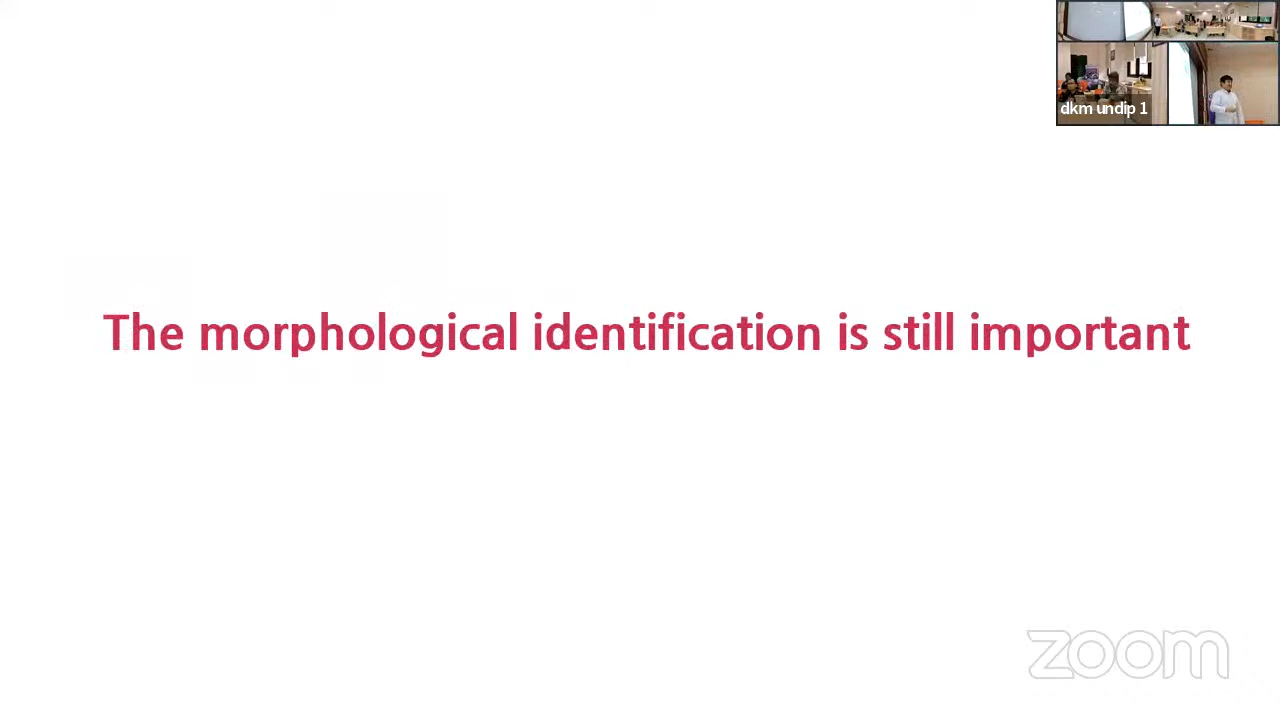 dkm undip 1
The morphological identification is still important
zoom